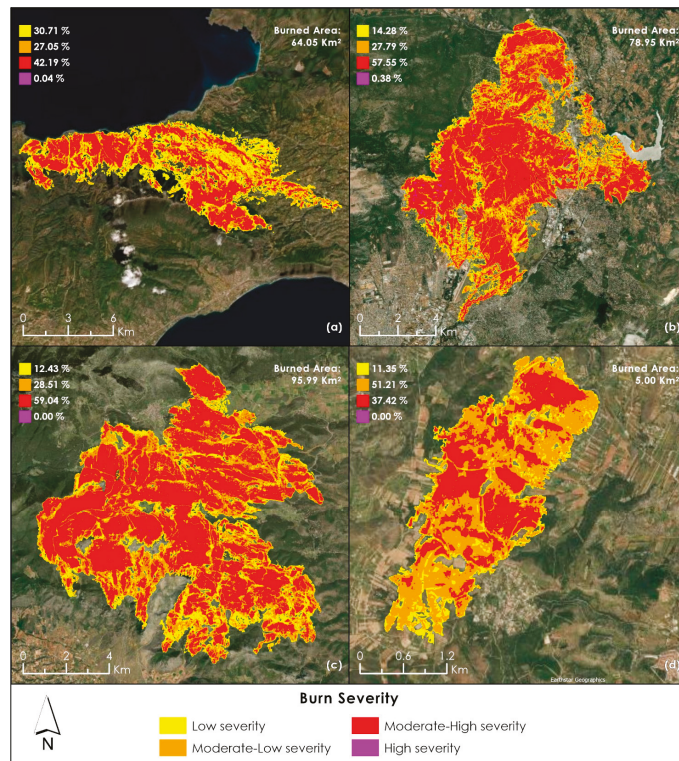 30.71 %
27.05 %
42.19 %
0.04 %
Burned Area:
64.05 Km²
0 3 6
Km
(a)
14.28 %
27.79 %
57.55 %
0.38 %
Burned Area:
78.95 Km²
0 2 4
Km
(b)
12.43 %
28.51 %
59.04 %
0.00 %
Burned Area:
95.99 Km²
0 2 4
Km
(c)
11.35 %
51.21 %
37.42 %
0.00 %
Burned Area:
5.00 Km²
0 0.6 1.2
Km
Earthstar Geographics
(d)
Burn Severity
N
Low severity
Moderate-High severity
Moderate-Low severity
High severity